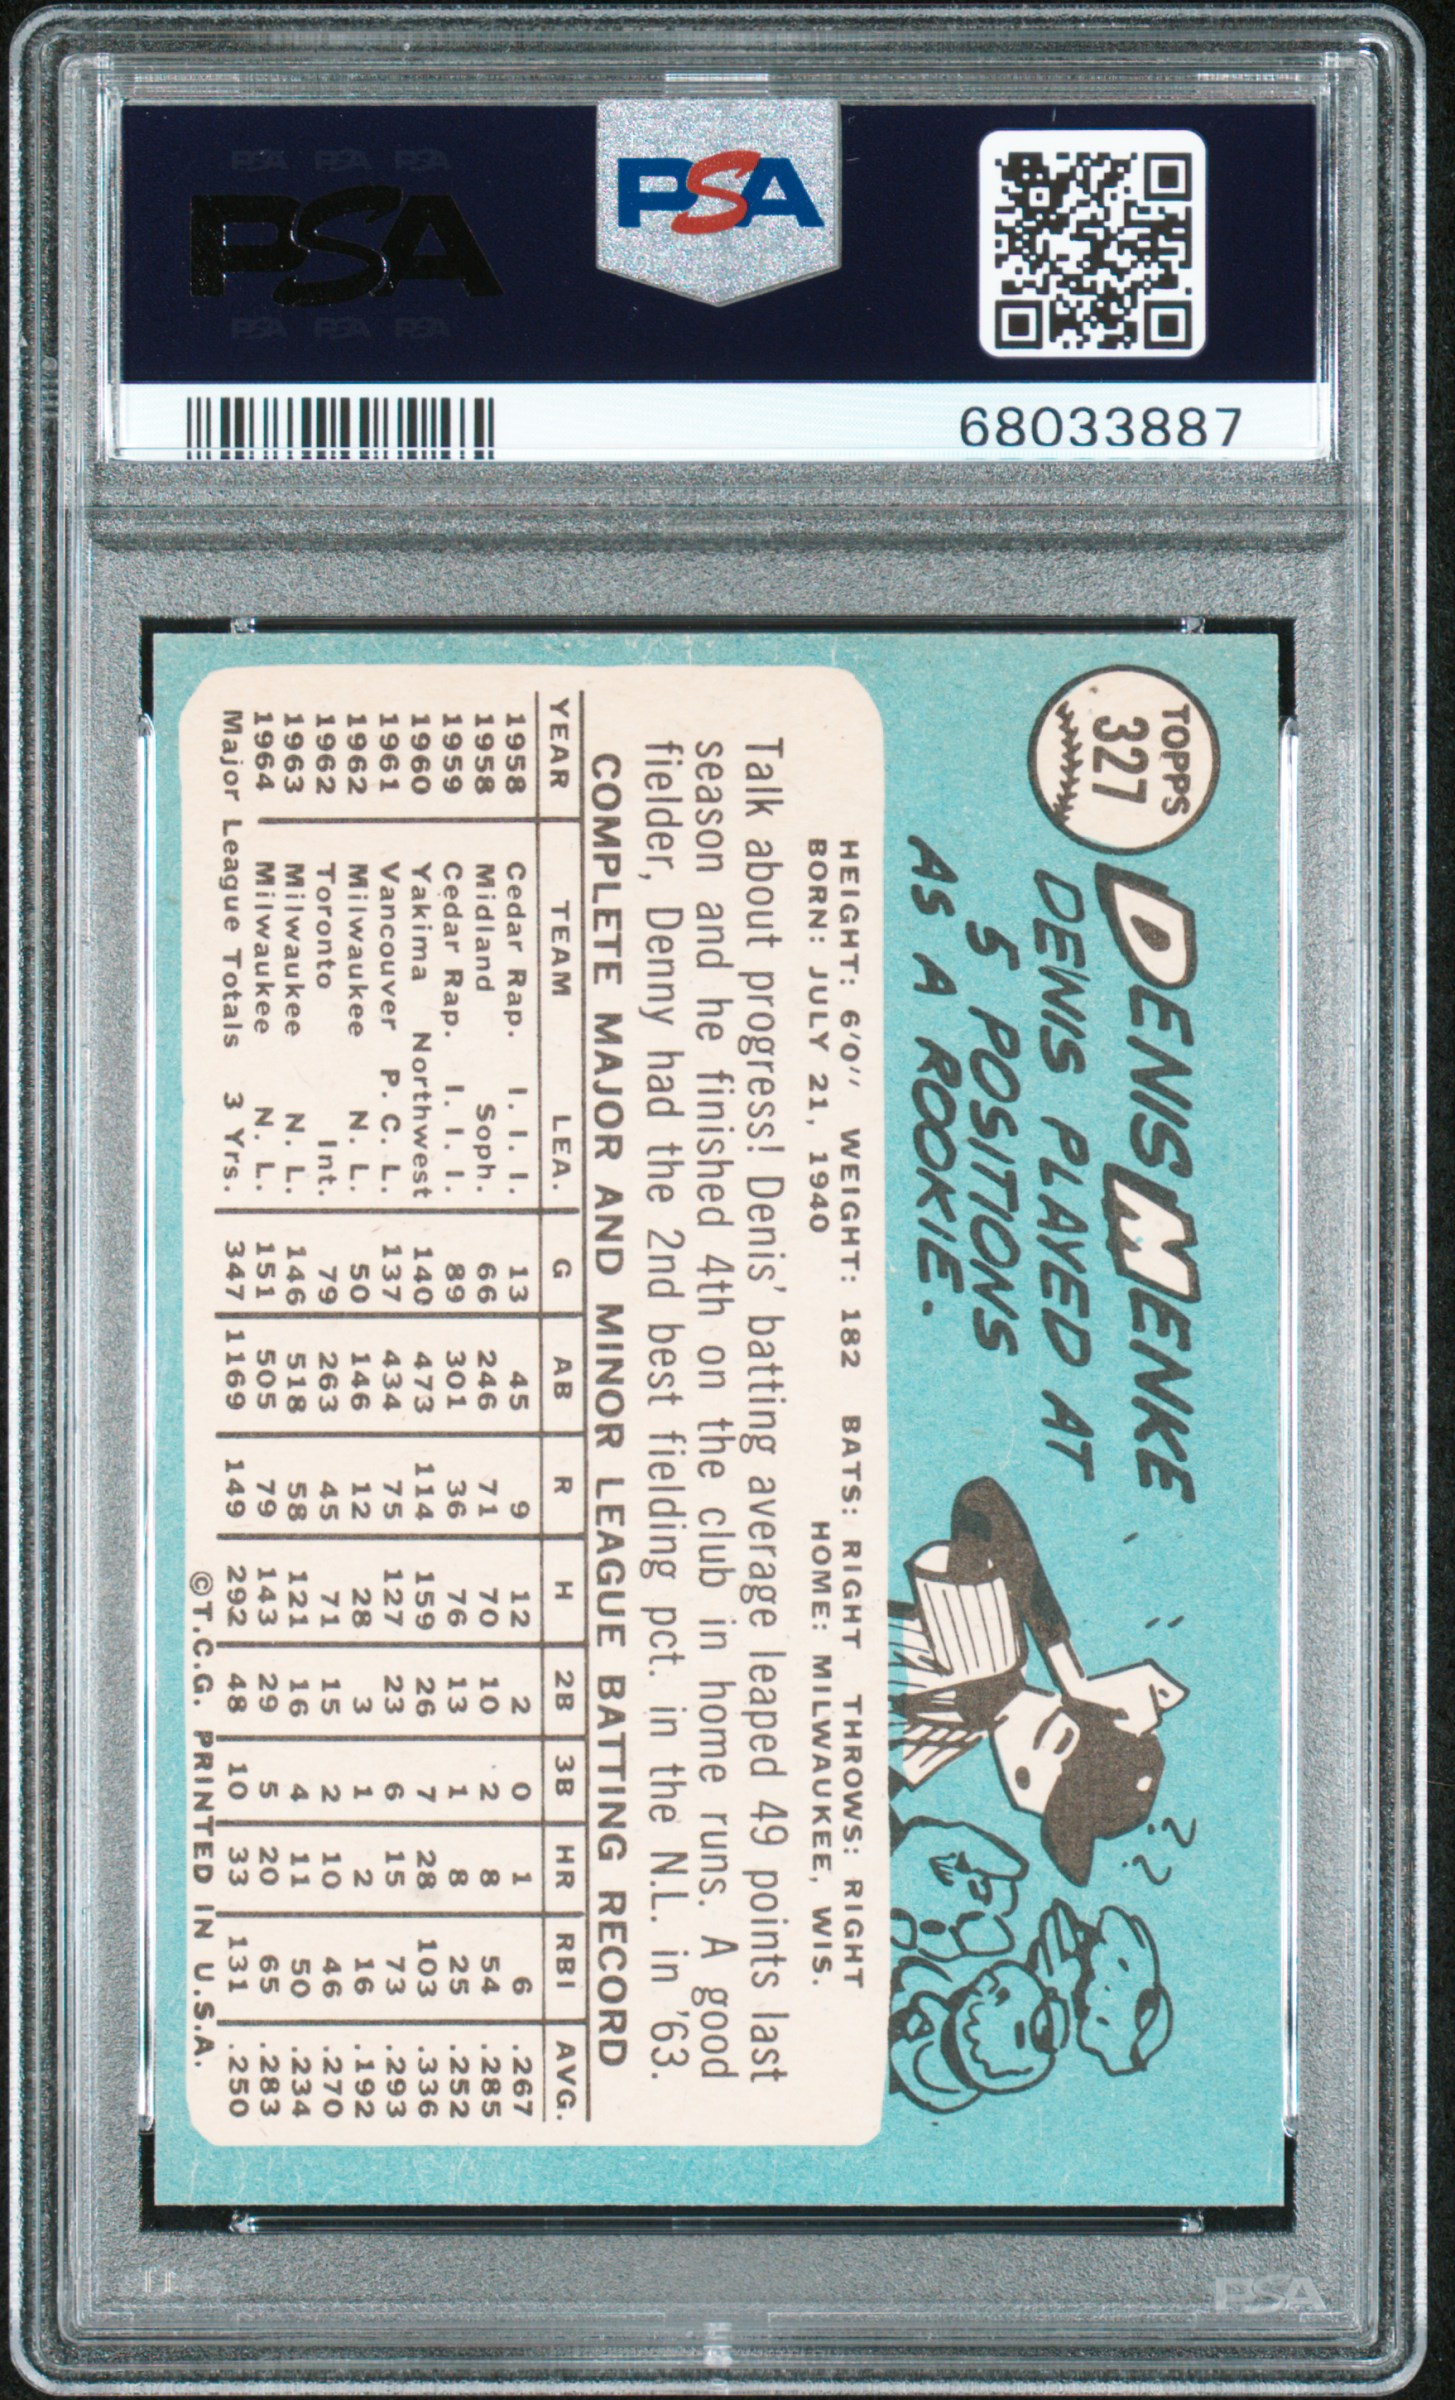 PSA PSA PSA
PSA
PSA PSA PSA
PSA
68033887
TOPPS
327
DENIS MENKE
DENIS PLAYED AT
5 POSITIONS
AS A ROOKIE.
??
HEIGHT: 6'0" WEIGHT: 182 BATS: RIGHT THROWS: RIGHT
BORN: JULY 21, 1940 HOME: MILWAUKEE, WIS.
Talk about progress! Denis' batting average leaped 49 points last
season and he finished 4th on the club in home runs. A good
fielder, Denny had the 2nd best fielding pct. in the N.L. in '63.
COMPLETE MAJOR AND MINOR LEAGUE BATTING RECORD
YEAR TEAM LEA. G AB R H 2B 3B HR RBI AVG.
1958 Cedar Rap. I. I. I. 13 45 9 12 2 0 1 6 .267
1958 Midland Soph. 66 246 71 70 10 2 8 54 .285
1959 Cedar Rap. I. I. I. 89 301 36 76 13 1 8 25 .252
1960 Yakima Northwest 140 473 114 159 26 7 28 103 .336
1961 Vancouver P. C. L. 137 434 75 127 23 6 15 73 .293
1962 Milwaukee N. L. 50 146 12 28 3 1 2 16 .192
1962 Toronto Int. 79 263 45 71 15 2 10 46 .270
1963 Milwaukee N. L. 146 518 58 121 16 4 11 50 .234
1964 Milwaukee N. L. 151 505 79 143 29 5 20 65 .283
Major League Totals 3 Yrs. 347 1169 149 292 48 10 33 131 .250
©T.C.G. PRINTED IN U.S.A.
PSA